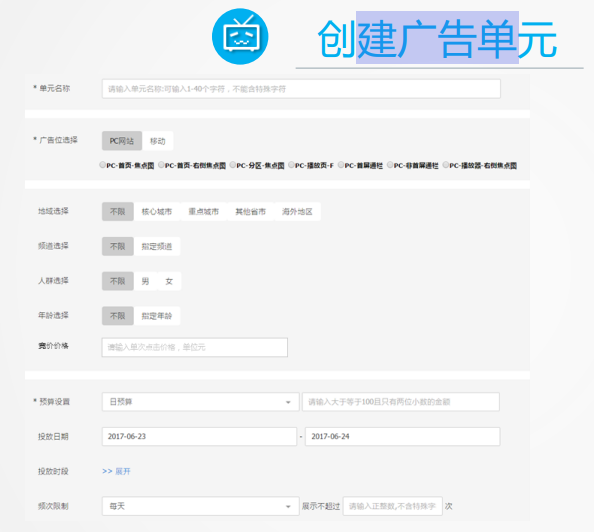 创建广告单元
* 单元名称 请输入单元名称:可输入1-40个字符，不能含特殊字符
* 广告位选择 PC网站 移动
PC-首页-焦点图 PC-首页-右侧焦点图 PC-分区-焦点图 PC-播放页-F PC-首屏通栏 PC-非首屏通栏 PC-播放器-右侧焦点图
地域选择 不限 核心城市 重点城市 其他省市 海外地区
频道选择 不限 指定频道
人群选择 不限 男 女
年龄选择 不限 指定年龄
竞价价格 请输入单次点击价格，单位元
* 预算设置 日预算 请输入大于等于100且只有两位小数的金额
投放日期 2017-06-23 - 2017-06-24
投放时段 >> 展开
频次限制 每天 展示不超过 请输入正整数,不含特殊字 次